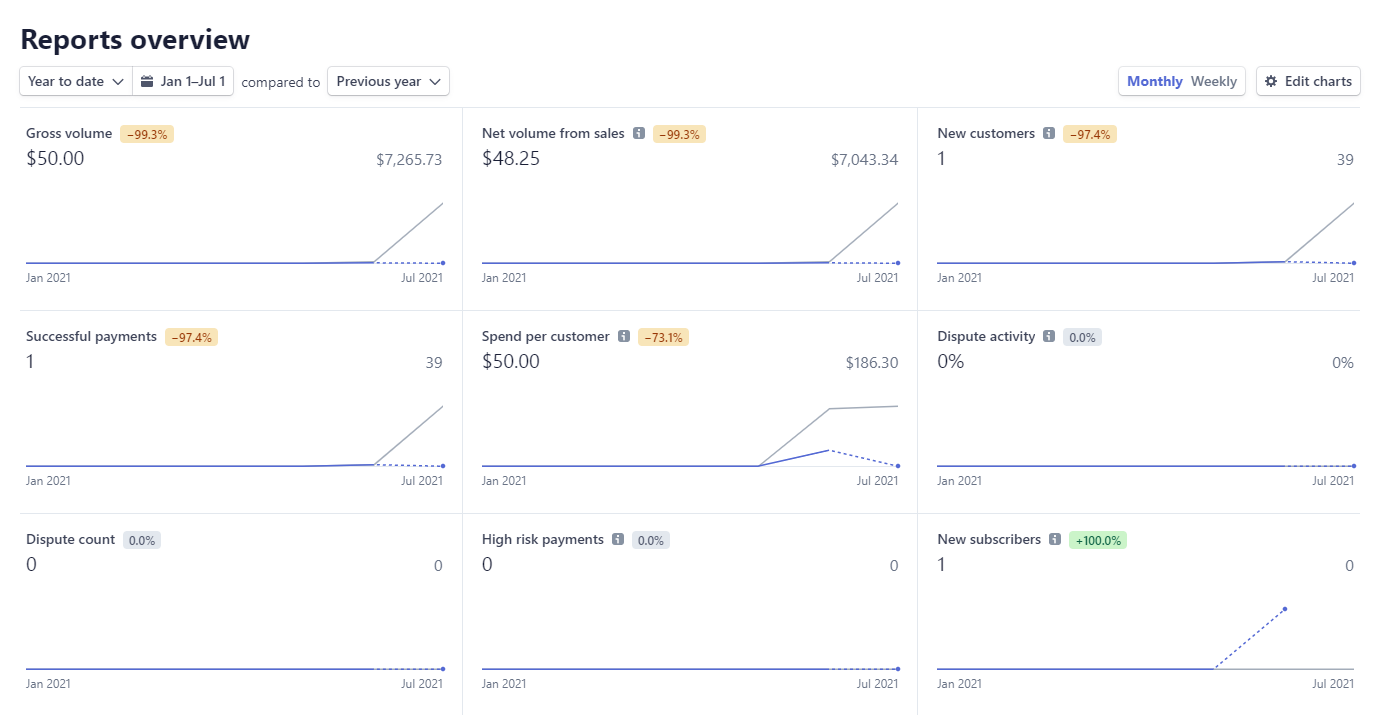 Reports overview
Year to date Jan 1–Jul 1 compared to Previous year Monthly Weekly Edit charts
Gross volume −99.3%
$50.00 $7,265.73
Jan 2021 Jul 2021
Net volume from sales −99.3%
$48.25 $7,043.34
Jan 2021 Jul 2021
New customers −97.4%
1 39
Jan 2021 Jul 2021
Successful payments −97.4%
1 39
Jan 2021 Jul 2021
Spend per customer −73.1%
$50.00 $186.30
Jan 2021 Jul 2021
Dispute activity 0.0%
0% 0%
Jan 2021 Jul 2021
Dispute count 0.0%
0 0
Jan 2021 Jul 2021
High risk payments 0.0%
0 0
Jan 2021 Jul 2021
New subscribers +100.0%
1 0
Jan 2021 Jul 2021